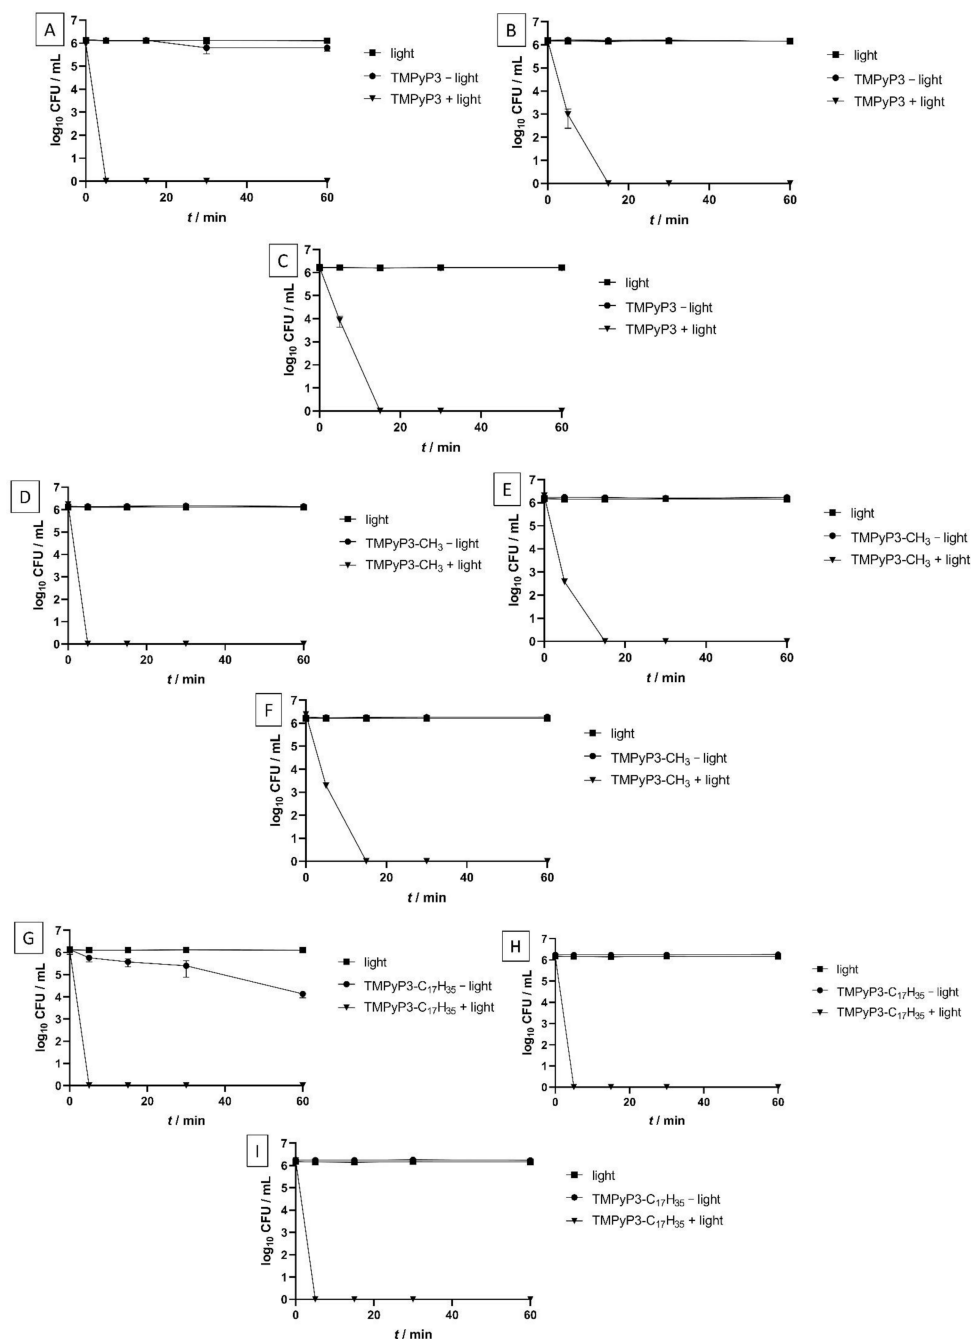 A
log₁₀ CFU / mL
7
6
5
4
3
2
1
0
0 20 40 60
t / min
light
TMPyP3 – light
TMPyP3 + light
B
log₁₀ CFU / mL
7
6
5
4
3
2
1
0
0 20 40 60
t / min
light
TMPyP3 – light
TMPyP3 + light
C
log₁₀ CFU / mL
7
6
5
4
3
2
1
0
0 20 40 60
t / min
light
TMPyP3 – light
TMPyP3 + light
D
log₁₀ CFU / mL
7
6
5
4
3
2
1
0
0 20 40 60
t / min
light
TMPyP3-CH₃ – light
TMPyP3-CH₃ + light
E
log₁₀ CFU / mL
7
6
5
4
3
2
1
0
0 20 40 60
t / min
light
TMPyP3-CH₃ – light
TMPyP3-CH₃ + light
F
log₁₀ CFU / mL
7
6
5
4
3
2
1
0
0 20 40 60
t / min
light
TMPyP3-CH₃ – light
TMPyP3-CH₃ + light
G
log₁₀ CFU / mL
7
6
5
4
3
2
1
0
0 20 40 60
t / min
light
TMPyP3-C₁₇H₃₅ – light
TMPyP3-C₁₇H₃₅ + light
H
log₁₀ CFU / mL
7
6
5
4
3
2
1
0
0 20 40 60
t / min
light
TMPyP3-C₁₇H₃₅ – light
TMPyP3-C₁₇H₃₅ + light
I
log₁₀ CFU / mL
7
6
5
4
3
2
1
0
0 20 40 60
t / min
light
TMPyP3-C₁₇H₃₅ – light
TMPyP3-C₁₇H₃₅ + light